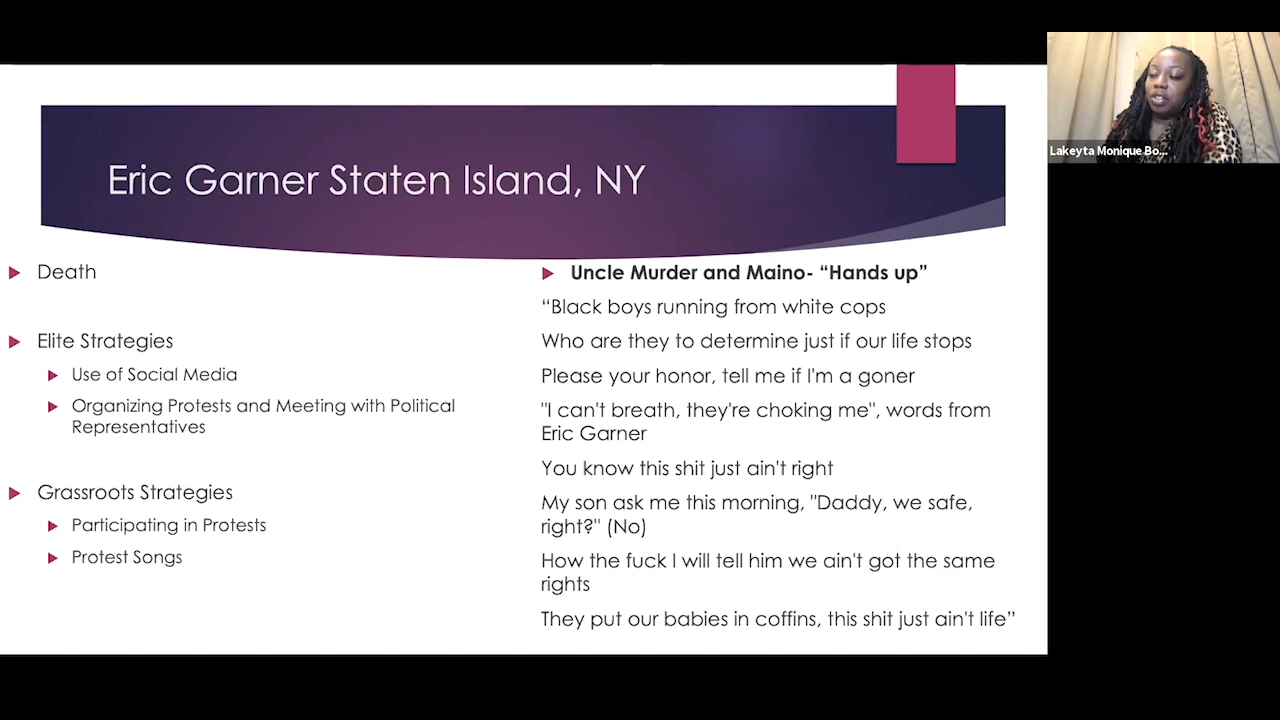 Eric Garner Staten Island, NY
Death
Elite Strategies
Use of Social Media
Organizing Protests and Meeting with Political
Representatives
Grassroots Strategies
Participating in Protests
Protest Songs
Uncle Murder and Maino- “Hands up”
“Black boys running from white cops
Who are they to determine just if our life stops
Please your honor, tell me if I'm a goner
"I can't breath, they're choking me", words from
Eric Garner
You know this shit just ain't right
My son ask me this morning, "Daddy, we safe,
right?" (No)
How the fuck I will tell him we ain't got the same
rights
They put our babies in coffins, this shit just ain't life”
Lakeyta Monique Bo...